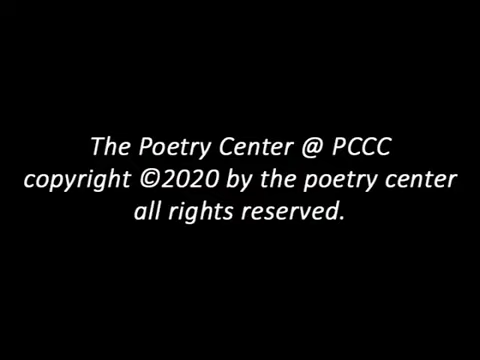 The Poetry Center @ PCCC
copyright ©2020 by the poetry center
all rights reserved.